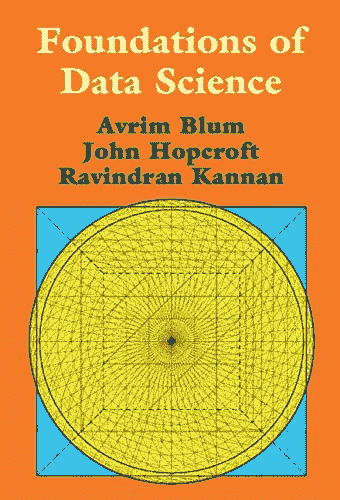 Foundations of
Data Science
Avrim Blum
John Hopcroft
Ravindran Kannan